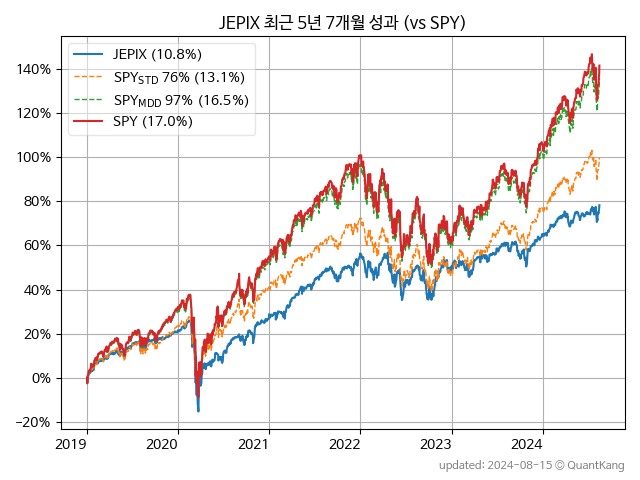 JEPIX 최근 5년 7개월 성과 (vs SPY)
JEPIX (10.8%)
SPY_STD 76% (13.1%)
SPY_MDD 97% (16.5%)
SPY (17.0%)
140%
120%
100%
80%
60%
40%
20%
0%
−20%
2019 2020 2021 2022 2023 2024
updated: 2024-08-15 © QuantKang